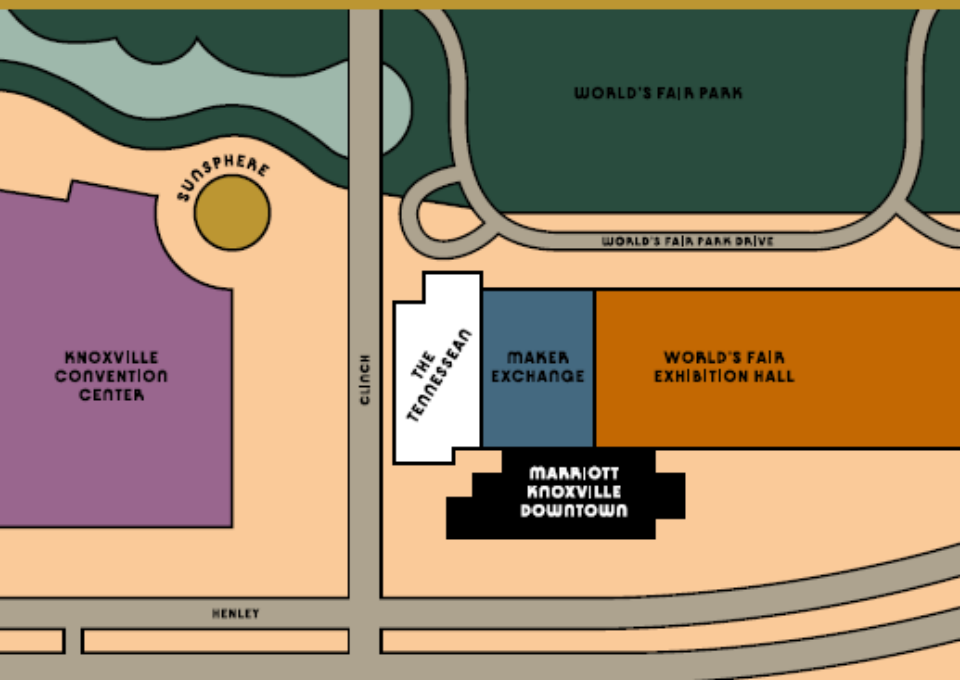 WORLD'S FAIR PARK
SUNSPHERE
WORLD'S FAIR PARK DRIVE
KNOXVILLE
CONVENTION
CENTER
CLINCH
THE
TENNESSEAN
MAKER
EXCHANGE
WORLD'S FAIR
EXHIBITION HALL
MARRIOTT
KNOXVILLE
DOWNTOWN
HENLEY